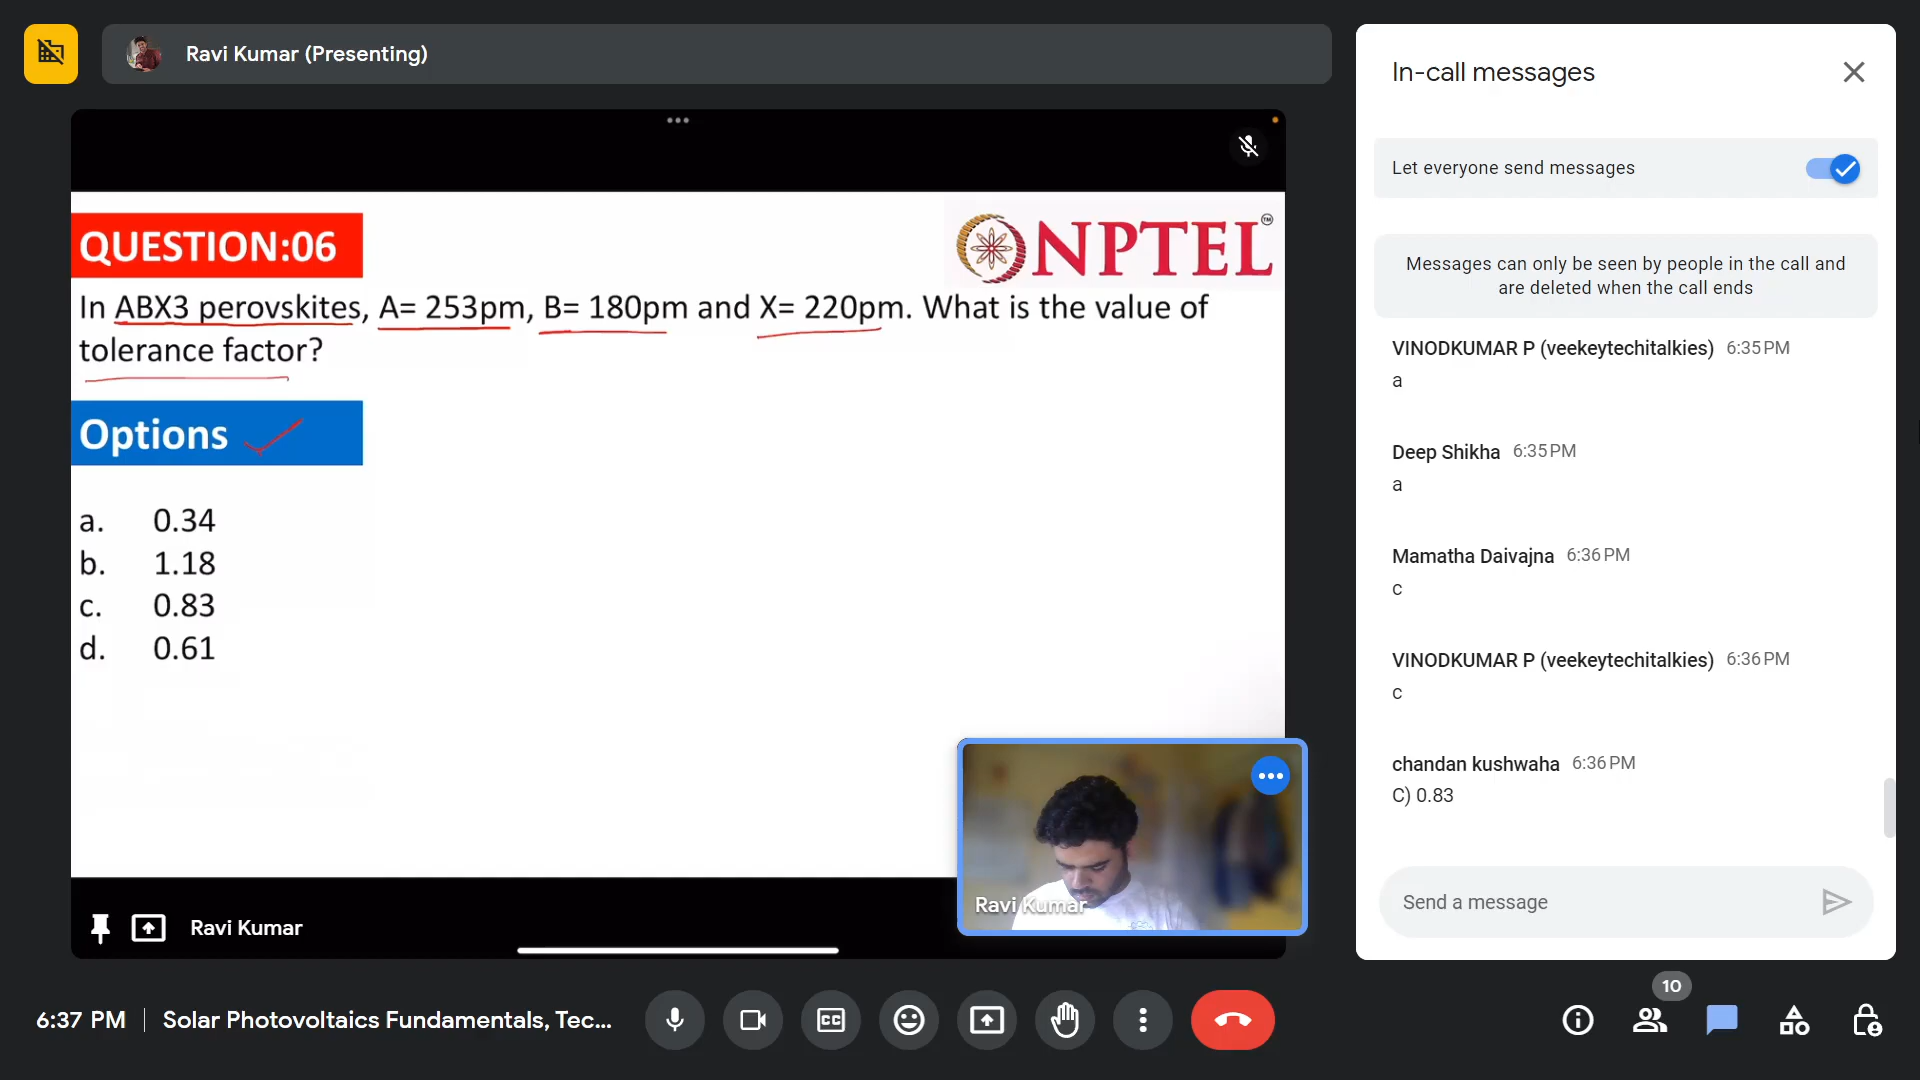 Ravi Kumar (Presenting)
QUESTION:06
NPTEL
TM
In ABX3 perovskites, A= 253pm, B= 180pm and X= 220pm. What is the value of
tolerance factor?
Options
a. 0.34
b. 1.18
c. 0.83
d. 0.61
Ravi Kumar
Ravi Kumar
In-call messages
Let everyone send messages
Messages can only be seen by people in the call and
are deleted when the call ends
VINODKUMAR P (veekeytechitalkies) 6:35 PM
a
Deep Shikha 6:35 PM
a
Mamatha Daivajna 6:36 PM
c
VINODKUMAR P (veekeytechitalkies) 6:36 PM
c
chandan kushwaha 6:36 PM
C) 0.83
Send a message
6:37 PM
Solar Photovoltaics Fundamentals, Tec...
CC
10